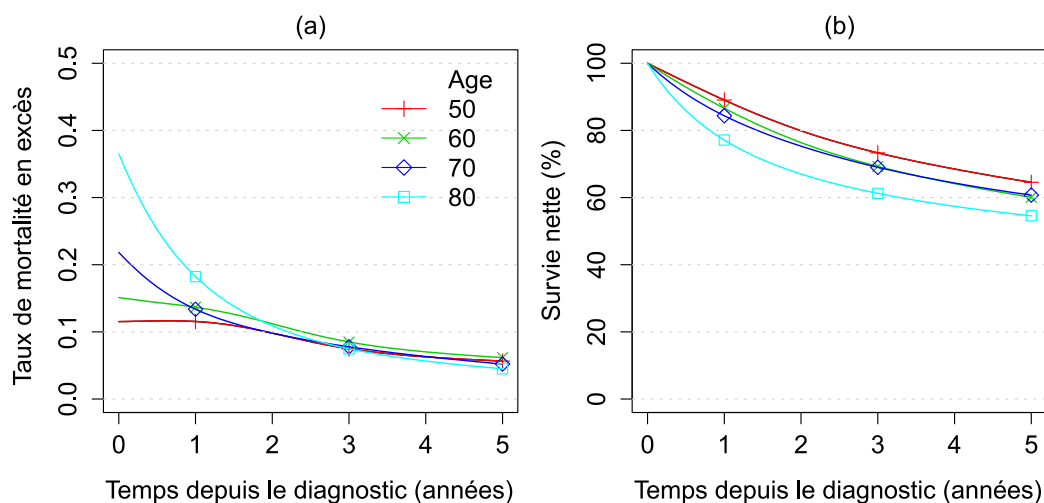 (a)
Taux de mortalité en excès
0.0 0.1 0.2 0.3 0.4 0.5
Age
50
60
70
80
0 1 2 3 4 5
Temps depuis le diagnostic (années)
(b)
Survie nette (%)
0 20 40 60 80 100
0 1 2 3 4 5
Temps depuis le diagnostic (années)